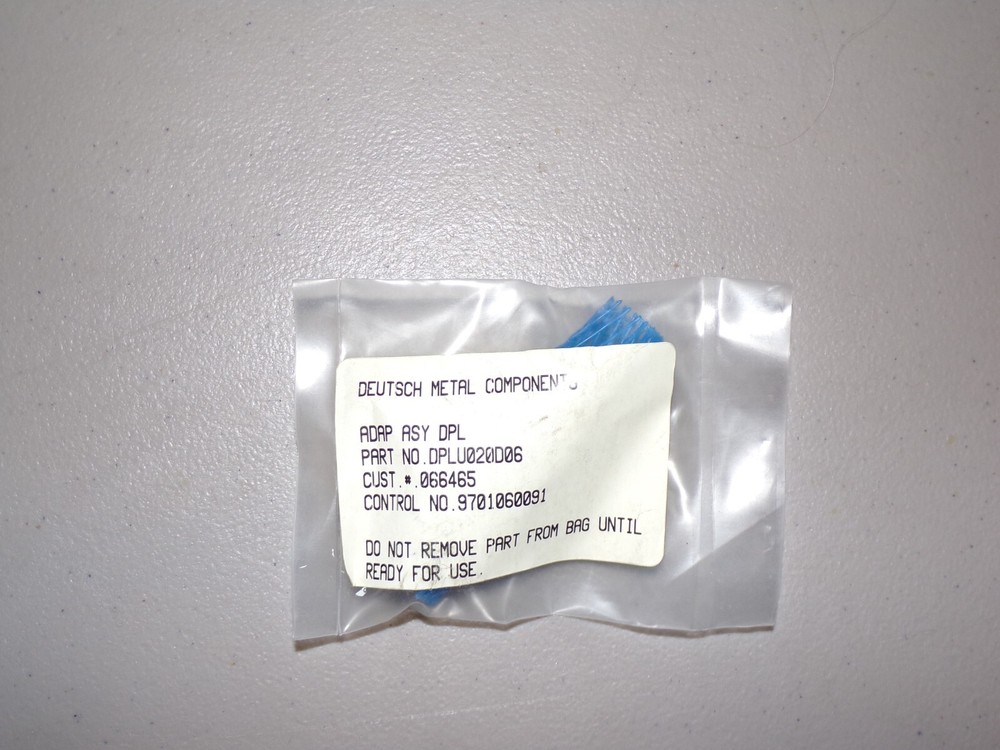 DEUTSCH METAL COMPONENTS
ADAP ASY DPL
PART NO.DPLU020D06
CUST.#.066465
CONTROL NO.9701060091
DO NOT REMOVE PART FROM BAG UNTIL
READY FOR USE.